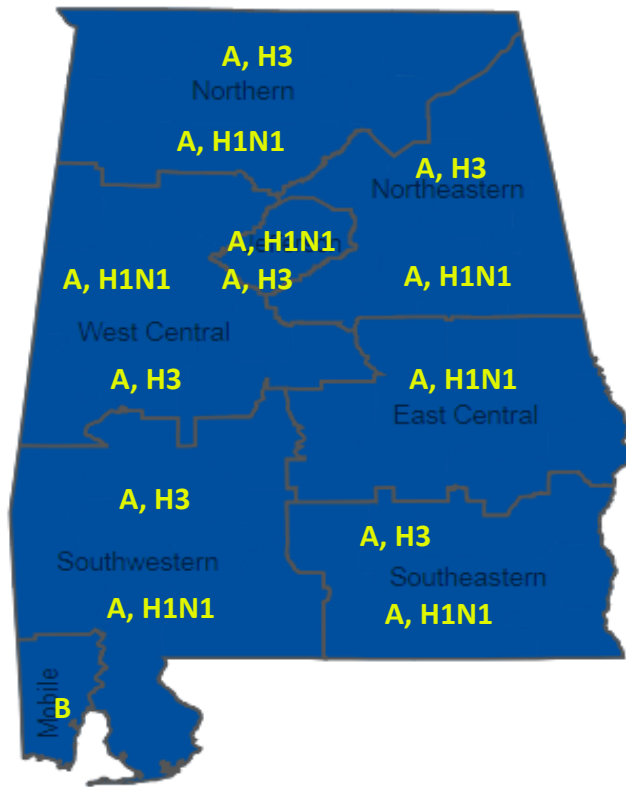 A, H3
Northern
A, H1N1
A, H3
Northeastern
A, H1N1
A, H3
A, H1N1
A, H1N1
West Central
A, H3
A, H1N1
East Central
A, H3
Southwestern
A, H1N1
A, H3
Southeastern
A, H1N1
Mobile
B